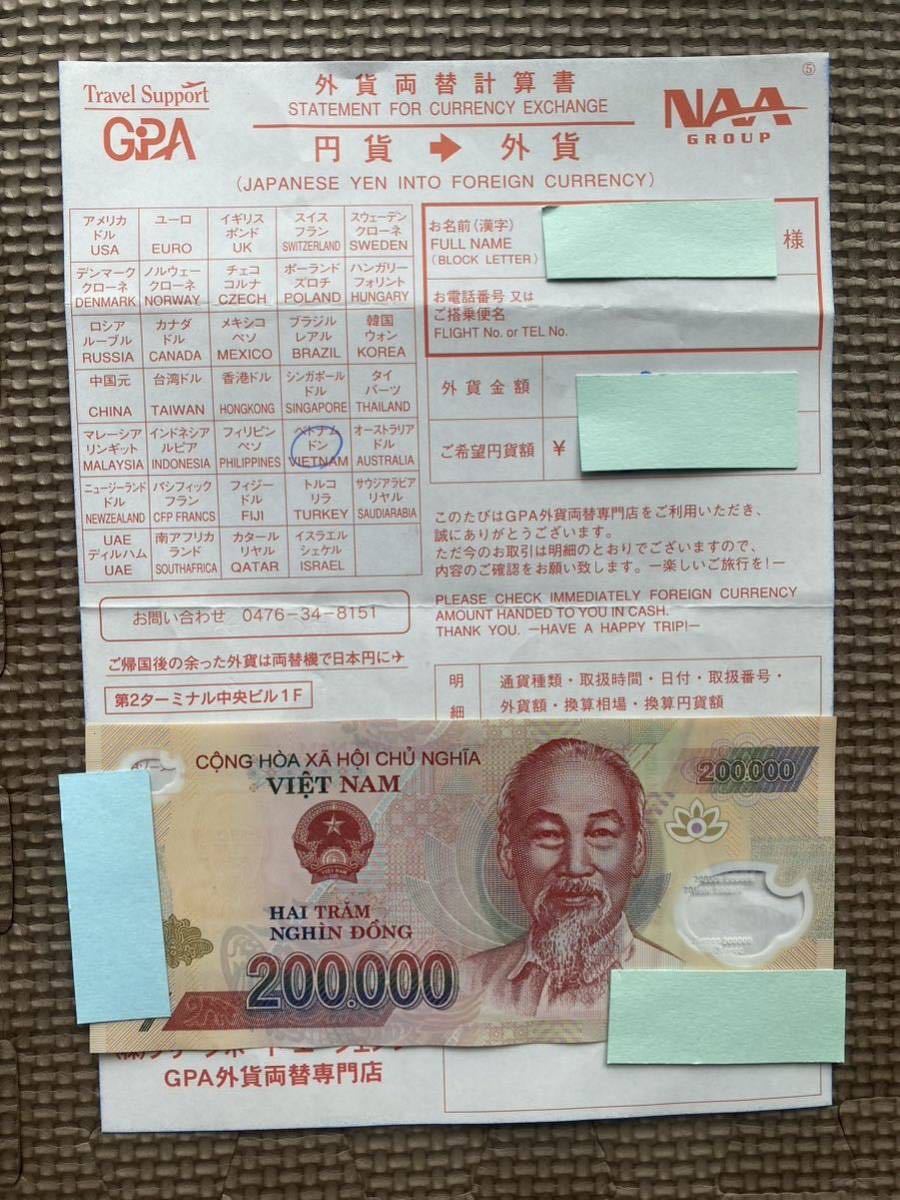 ⑤
Travel Support
GPA
外貨両替計算書
STATEMENT FOR CURRENCY EXCHANGE
円貨 ➡ 外貨
(JAPANESE YEN INTO FOREIGN CURRENCY)
NAA
GROUP
アメリカ
ドル
USA
ユーロ
EURO
イギリス
ポンド
UK
スイス
フラン
SWITZERLAND
スウェーデン
クローネ
SWEDEN
デンマーク
クローネ
DENMARK
ノルウェー
クローネ
NORWAY
チェコ
コルナ
CZECH
ポーランド
ズロチ
POLAND
ハンガリー
フォリント
HUNGARY
ロシア
ルーブル
RUSSIA
カナダ
ドル
CANADA
メキシコ
ペソ
MEXICO
ブラジル
レアル
BRAZIL
韓国
ウォン
KOREA
中国元
CHINA
台湾ドル
TAIWAN
香港ドル
HONGKONG
シンガポール
ドル
SINGAPORE
タイ
バーツ
THAILAND
マレーシア
リンギット
MALAYSIA
インドネシア
ルピア
INDONESIA
フィリピン
ペソ
PHILIPPINES
ベトナム
ドン
VIETNAM
オーストラリア
ドル
AUSTRALIA
ニュージーランド
ドル
NEWZEALAND
パシフィック
フラン
CFP FRANCS
フィジー
ドル
FIJI
トルコ
リラ
TURKEY
サウジアラビア
リヤル
SAUDIARABIA
UAE
ディルハム
UAE
南アフリカ
ランド
SOUTHAFRICA
カタール
リヤル
QATAR
イスラエル
シェケル
ISRAEL
お名前(漢字)
FULL NAME
(BLOCK LETTER)
様
お電話番号 又は
ご搭乗便名
FLIGHT No. or TEL No.
外貨金額
ご希望円貨額 ¥
このたびはGPA外貨両替専門店をご利用いただき、
誠にありがとうございます。
ただ今のお取引は明細のとおりでございますので、
内容のご確認をお願い致します。ー楽しいご旅行を!ー
PLEASE CHECK IMMEDIATELY FOREIGN CURRENCY
AMOUNT HANDED TO YOU IN CASH.
THANK YOU. —HAVE A HAPPY TRIP!—
お問い合わせ 0476-34-8151
ご帰国後の余った外貨は両替機で日本円に✈
第2ターミナル中央ビル1F
明細
通貨種類・取扱時間・日付・取扱番号・
外貨額・換算相場・換算円貨額
CỘNG HÒA XÃ HỘI CHỦ NGHĨA
VIỆT NAM
200.000
VIỆT NAM
HAI TRĂM
NGHÌN ĐỒNG
200.000
GPA外貨両替専門店